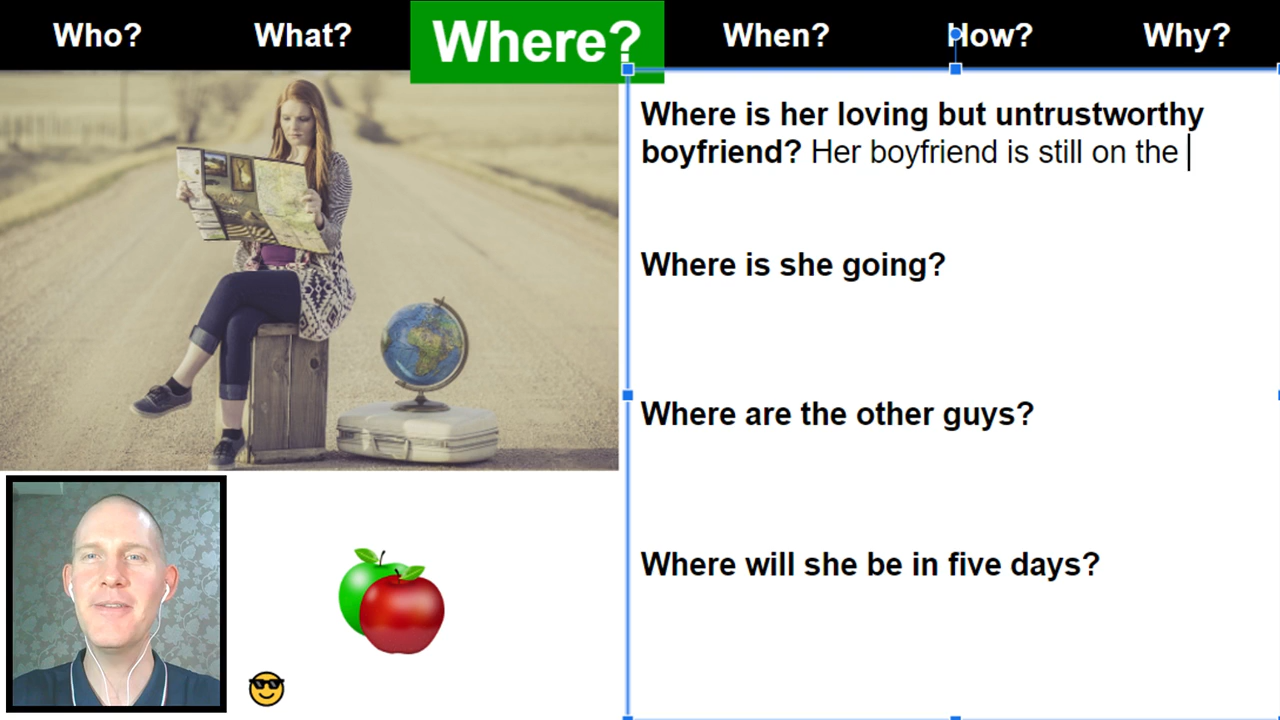 Who? What? Where? When? How? Why?
Where is her loving but untrustworthy
boyfriend? Her boyfriend is still on the
Where is she going?
Where are the other guys?
Where will she be in five days?